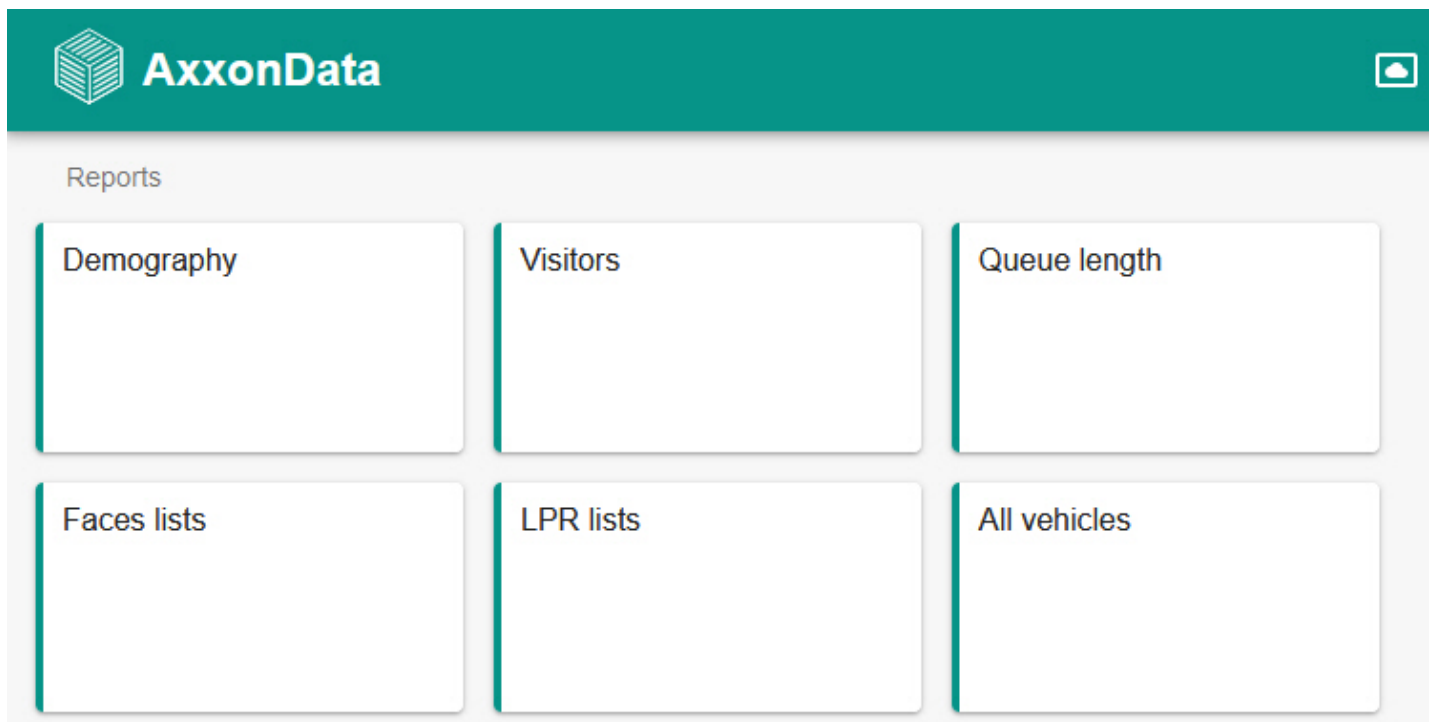 AxxonData
Reports
Demography
Visitors
Queue length
Faces lists
LPR lists
All vehicles